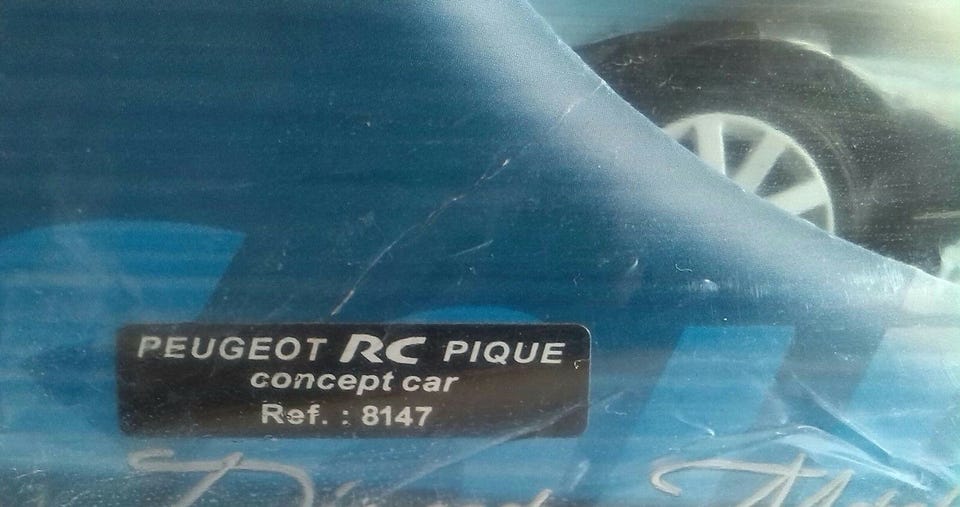 PEUGEOT RC PIQUE
concept car
Ref. : 8147